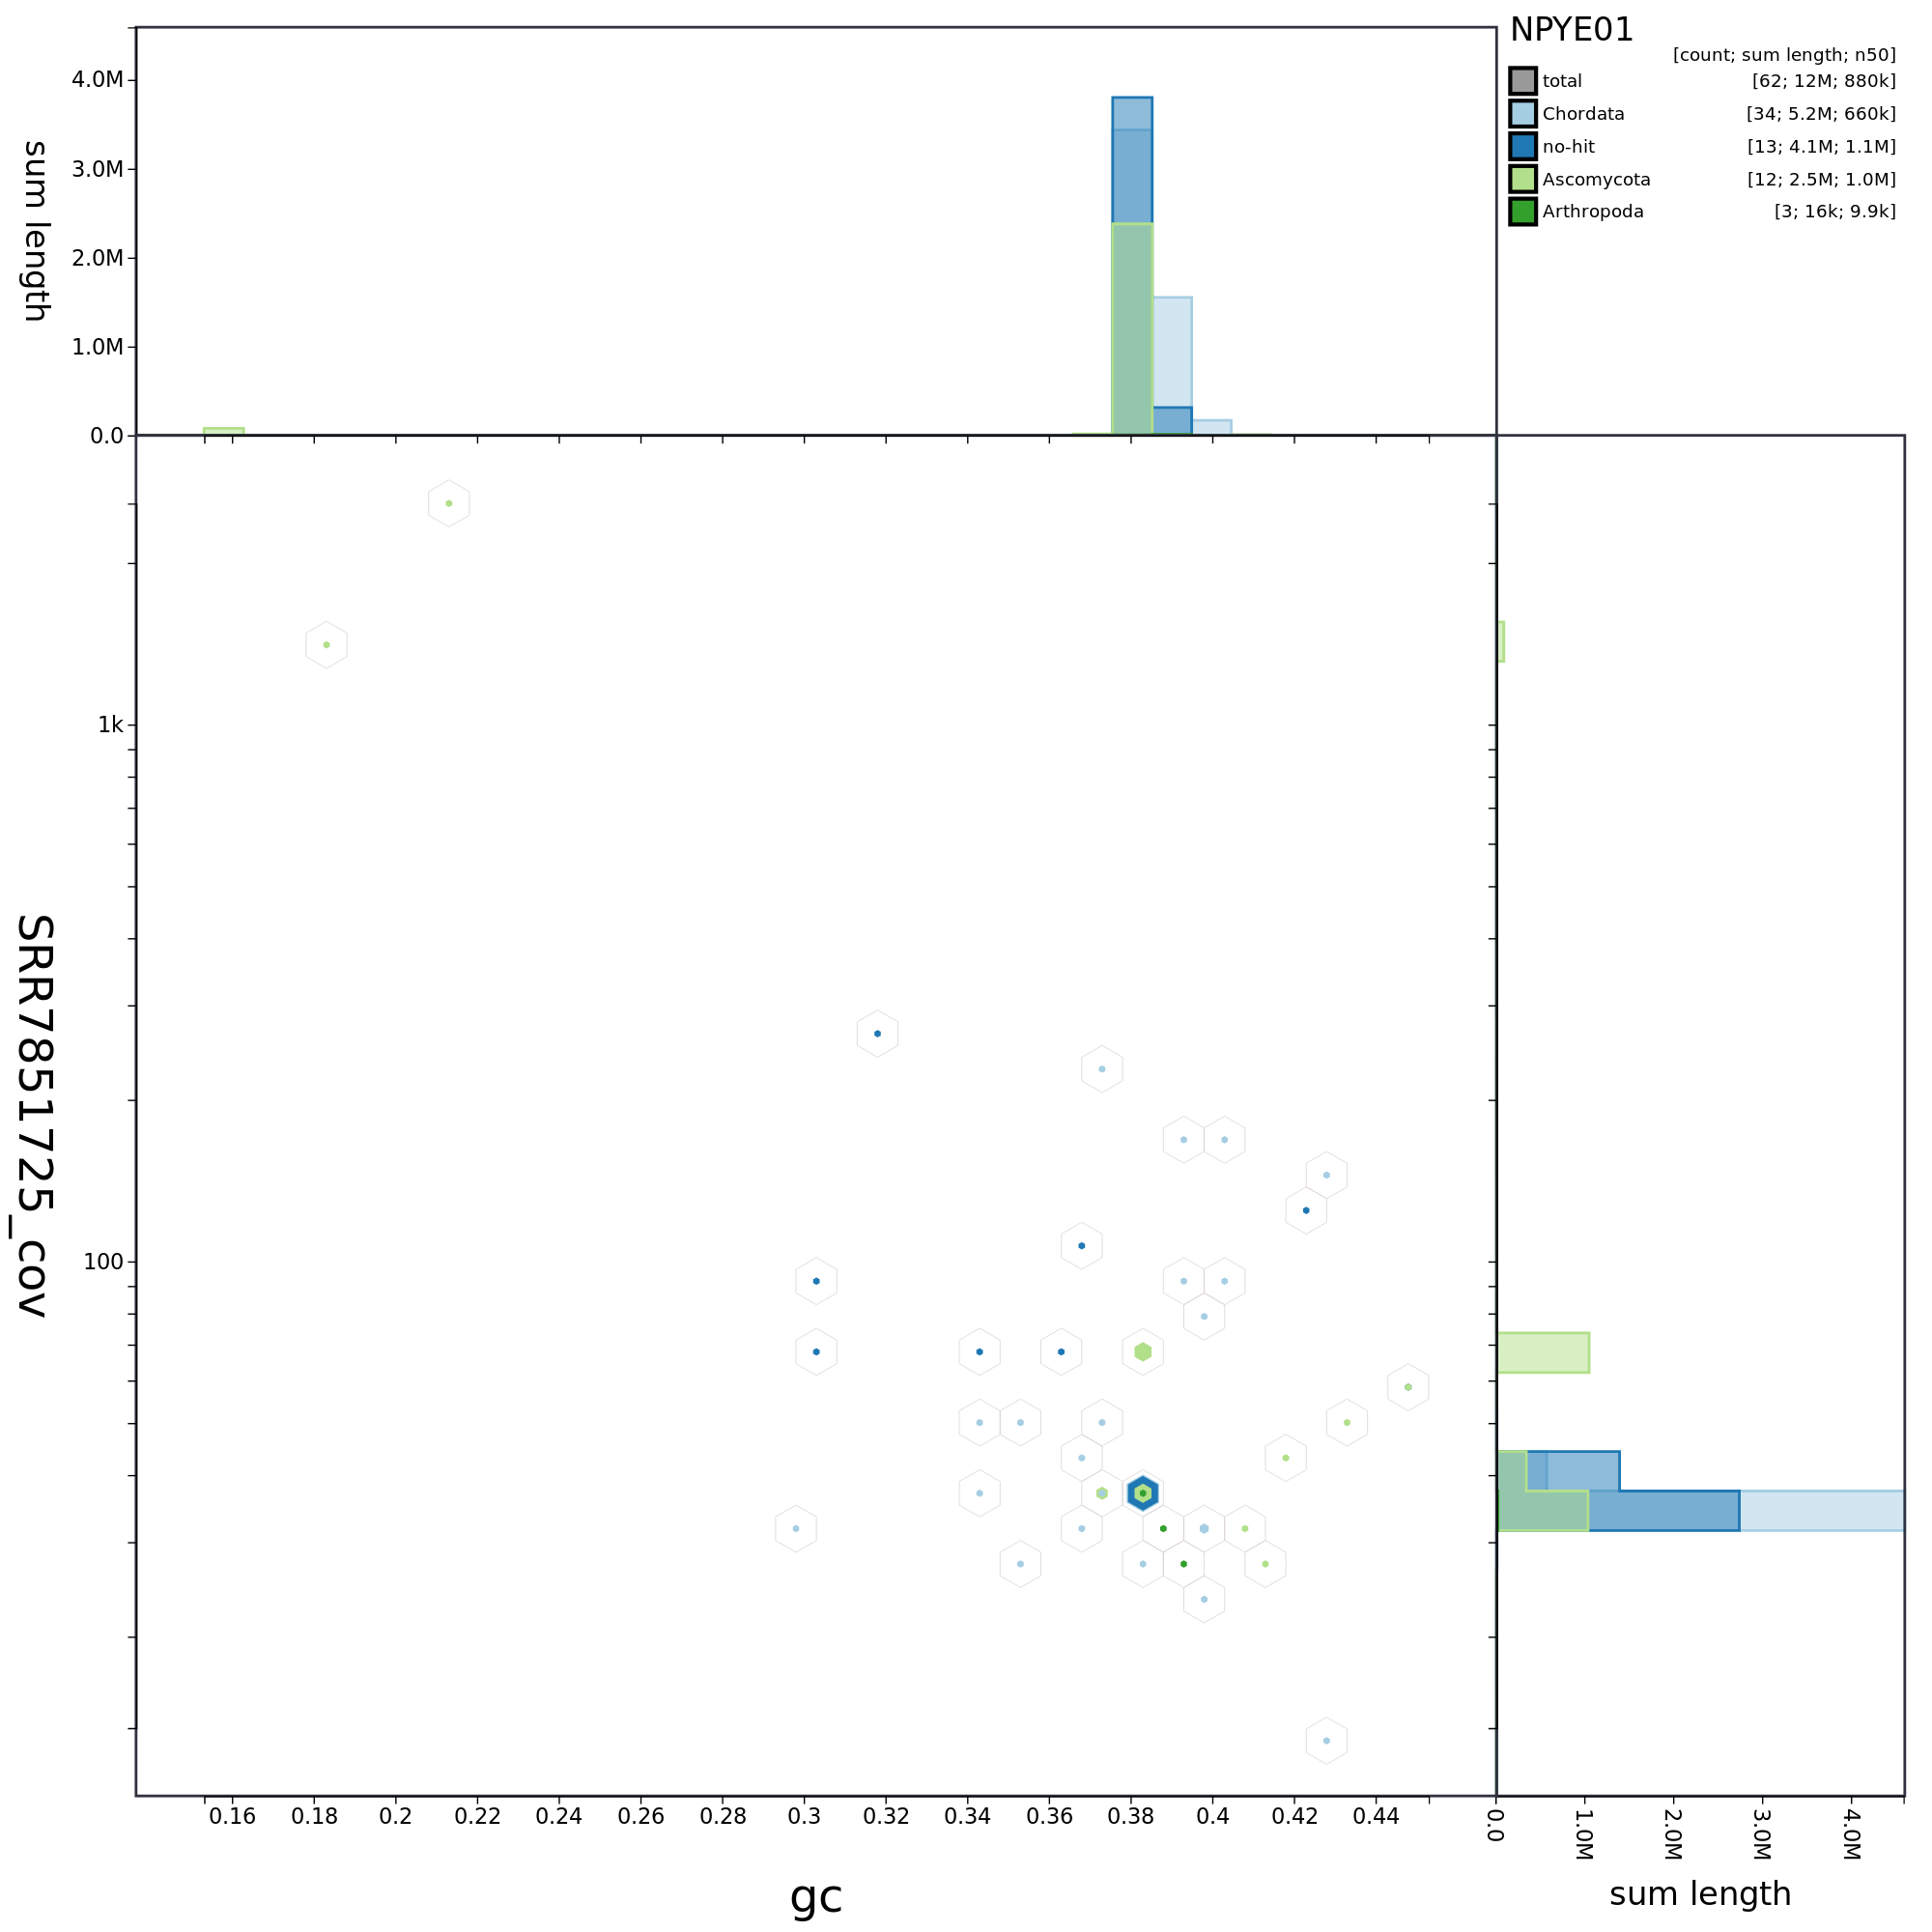 NPYE01
[count; sum length; n50]
total [62; 12M; 880k]
Chordata [34; 5.2M; 660k]
no-hit [13; 4.1M; 1.1M]
Ascomycota [12; 2.5M; 1.0M]
Arthropoda [3; 16k; 9.9k]
sum length
4.0M
3.0M
2.0M
1.0M
0.0
SRR7851725_cov
1k
100
0.16 0.18 0.2 0.22 0.24 0.26 0.28 0.3 0.32 0.34 0.36 0.38 0.4 0.42 0.44
gc
0.0 1.0M 2.0M 3.0M 4.0M
sum length